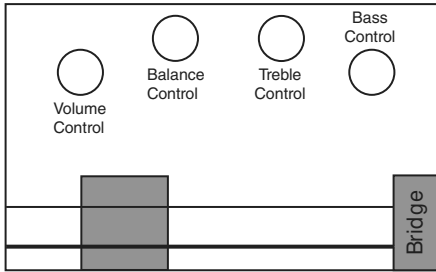 Bass
Control
Balance
Control
Treble
Control
Volume
Control
Bridge